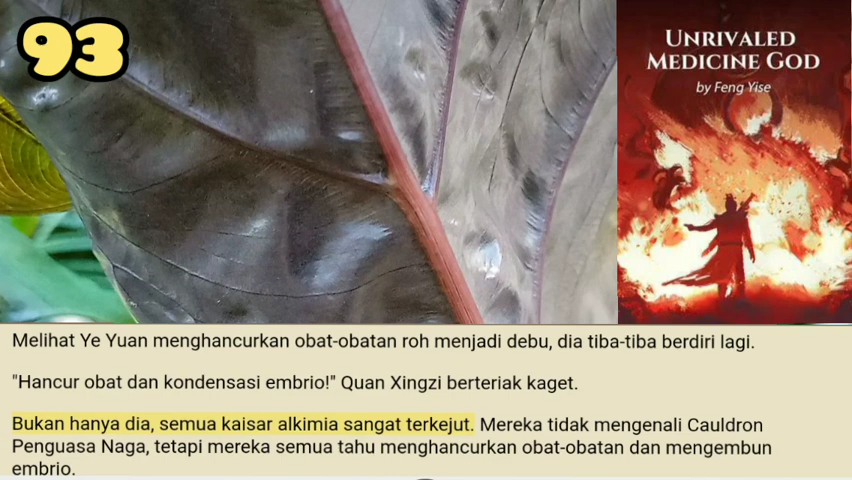 93
UNRIVALED
MEDICINE GOD
by Feng Yise
Melihat Ye Yuan menghancurkan obat-obatan roh menjadi debu, dia tiba-tiba berdiri lagi.
"Hancur obat dan kondensasi embrio!" Quan Xingzi berteriak kaget.
Bukan hanya dia, semua kaisar alkimia sangat terkejut. Mereka tidak mengenali Cauldron
Penguasa Naga, tetapi mereka semua tahu menghancurkan obat-obatan dan mengembun
embrio.